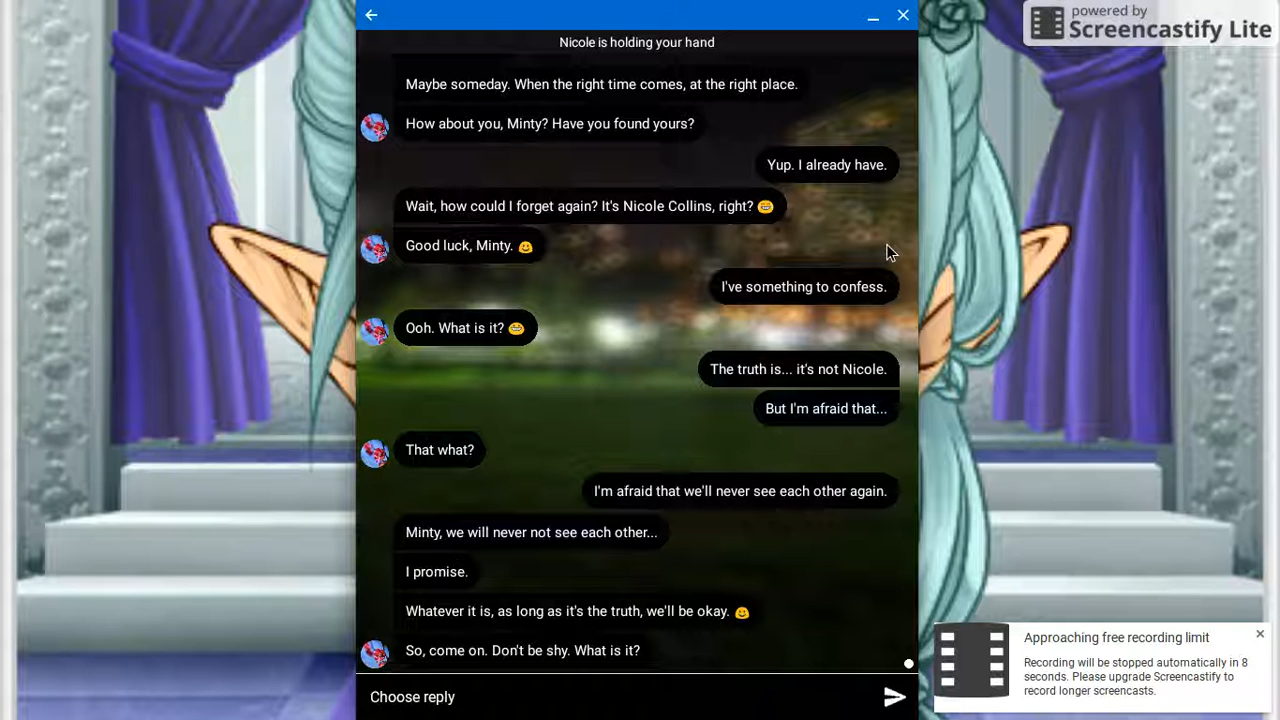 powered by
Screencastify Lite
Nicole is holding your hand
Maybe someday. When the right time comes, at the right place.
How about you, Minty? Have you found yours?
Yup. I already have.
Wait, how could I forget again? It's Nicole Collins, right? 😁
Good luck, Minty. 😊
I've something to confess.
Ooh. What is it? 😁
The truth is... it's not Nicole.
But I'm afraid that...
That what?
I'm afraid that we'll never see each other again.
Minty, we will never not see each other...
I promise.
Whatever it is, as long as it's the truth, we'll be okay. 😊
So, come on. Don't be shy. What is it?
Choose reply
Approaching free recording limit
Recording will be stopped automatically in 8
seconds. Please upgrade Screencastify to
record longer screencasts.